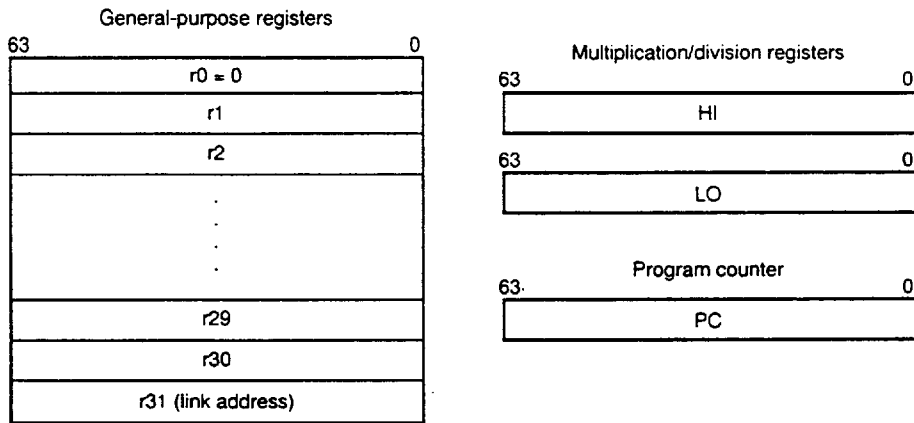 General-purpose registers
63 0
r0 = 0
r1
r2
.
.
.
.
r29
r30
r31 (link address)
Multiplication/division registers
63 0
HI
63 0
LO
Program counter
63 0
PC